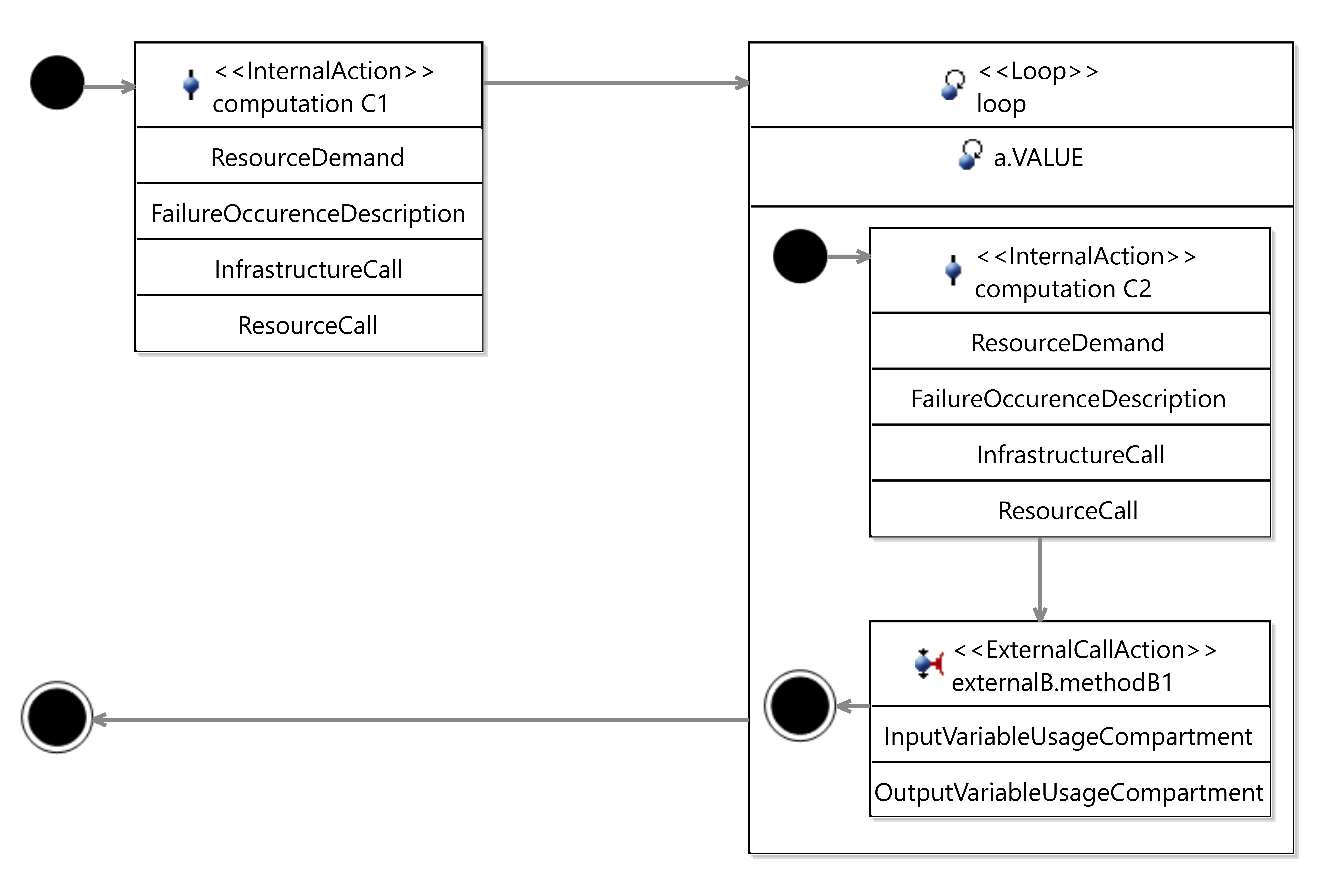 <<InternalAction>>
computation C1
ResourceDemand
FailureOccurenceDescription
InfrastructureCall
ResourceCall
<<Loop>>
loop
a.VALUE
<<InternalAction>>
computation C2
ResourceDemand
FailureOccurenceDescription
InfrastructureCall
ResourceCall
<<ExternalCallAction>>
externalB.methodB1
InputVariableUsageCompartment
OutputVariableUsageCompartment